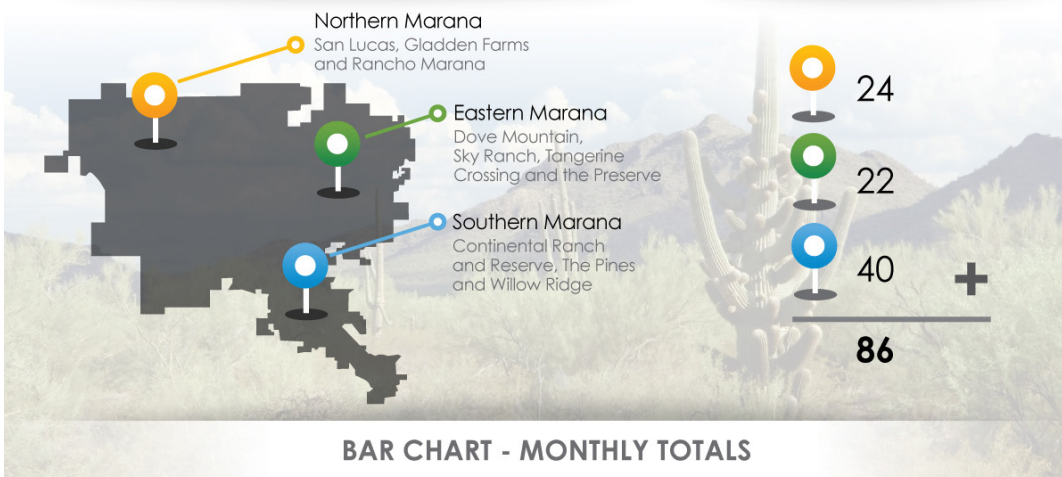 Northern Marana
San Lucas, Gladden Farms
and Rancho Marana
Eastern Marana
Dove Mountain,
Sky Ranch, Tangerine
Crossing and the Preserve
Southern Marana
Continental Ranch
and Reserve, The Pines
and Willow Ridge
24
22
40 +
86
BAR CHART - MONTHLY TOTALS